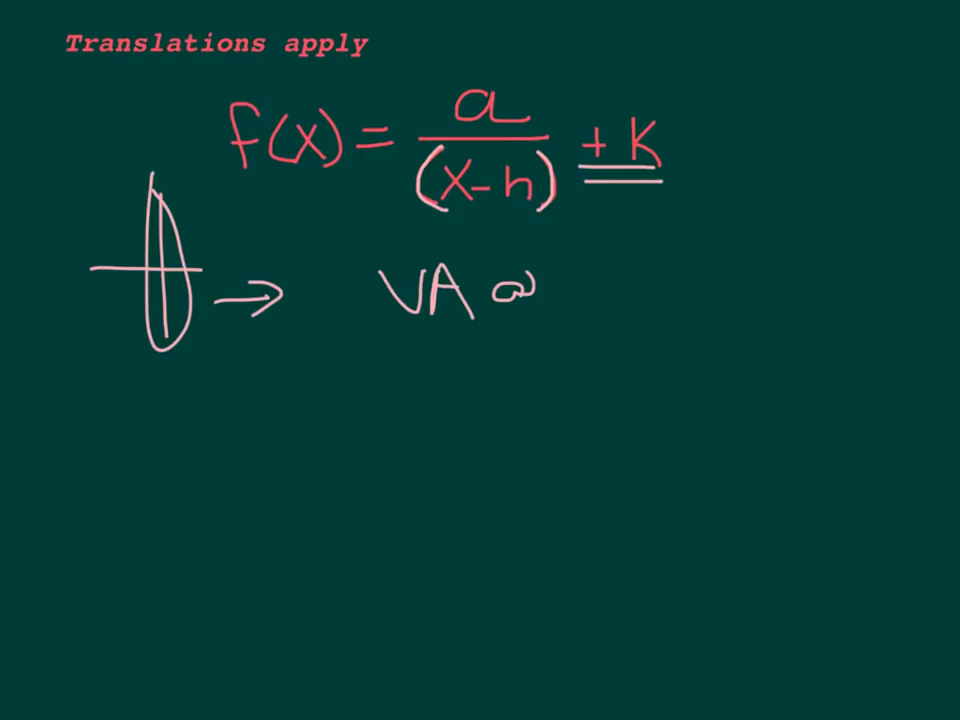 Translations apply
f(x) = a / (x - h) + K
→ VA @